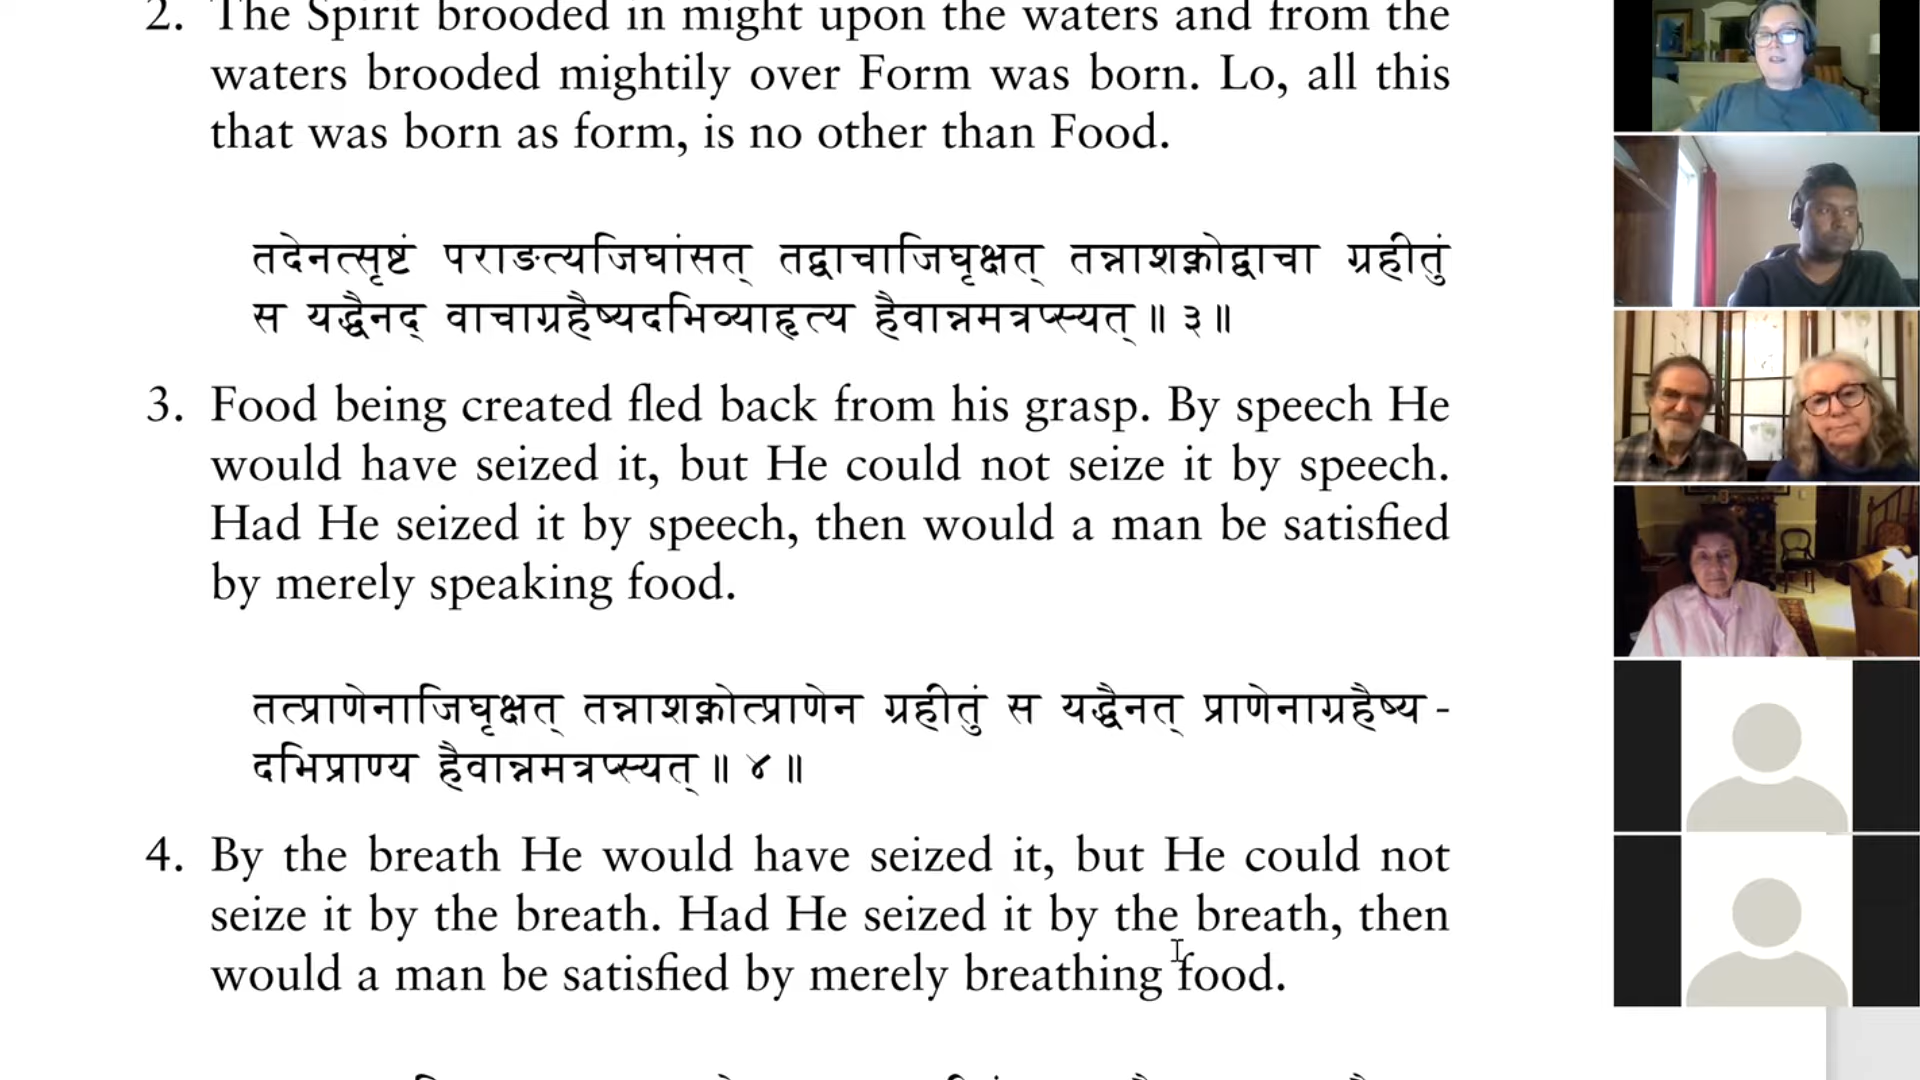 2. The Spirit brooded in might upon the waters and from the
waters brooded mightily over Form was born. Lo, all this
that was born as form, is no other than Food.
तदेनत्सृष्टं पराङत्यजिघांसत् तद्वाचाजिघृक्षत् तन्नाशक्नोद्वाचा ग्रहीतुं
स यद्धैनद् वाचाग्रहैष्यदभिव्याहृत्य हैवान्नमत्रप्स्यत्॥ ३॥
3. Food being created fled back from his grasp. By speech He
would have seized it, but He could not seize it by speech.
Had He seized it by speech, then would a man be satisfied
by merely speaking food.
तत्प्राणेनाजिघृक्षत् तन्नाशक्नोत्प्राणेन ग्रहीतुं स यद्धैनत् प्राणेनाग्रहैष्य-
दभिप्राण्य हैवान्नमत्रप्स्यत्॥ ४॥
4. By the breath He would have seized it, but He could not
seize it by the breath. Had He seized it by the breath, then
would a man be satisfied by merely breathing food.